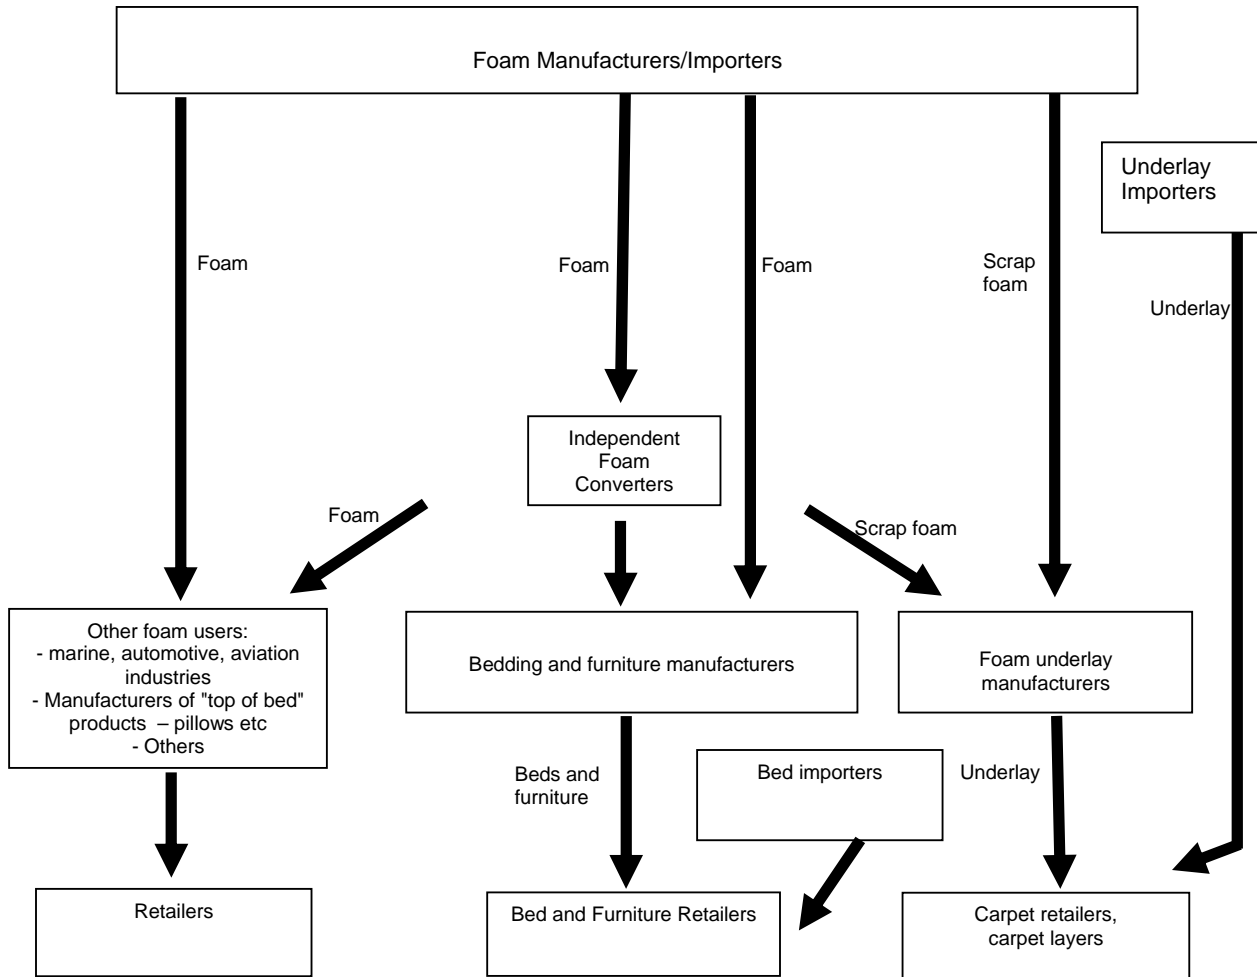 Foam Manufacturers/Importers
Underlay
Importers
Foam
Foam
Foam
Scrap
foam
Underlay
Independent
Foam
Converters
Foam
Scrap foam
Other foam users:
- marine, automotive, aviation
industries
- Manufacturers of "top of bed"
products – pillows etc
- Others
Bedding and furniture manufacturers
Foam underlay
manufacturers
Beds and
furniture
Bed importers
Underlay
Retailers
Bed and Furniture Retailers
Carpet retailers,
carpet layers